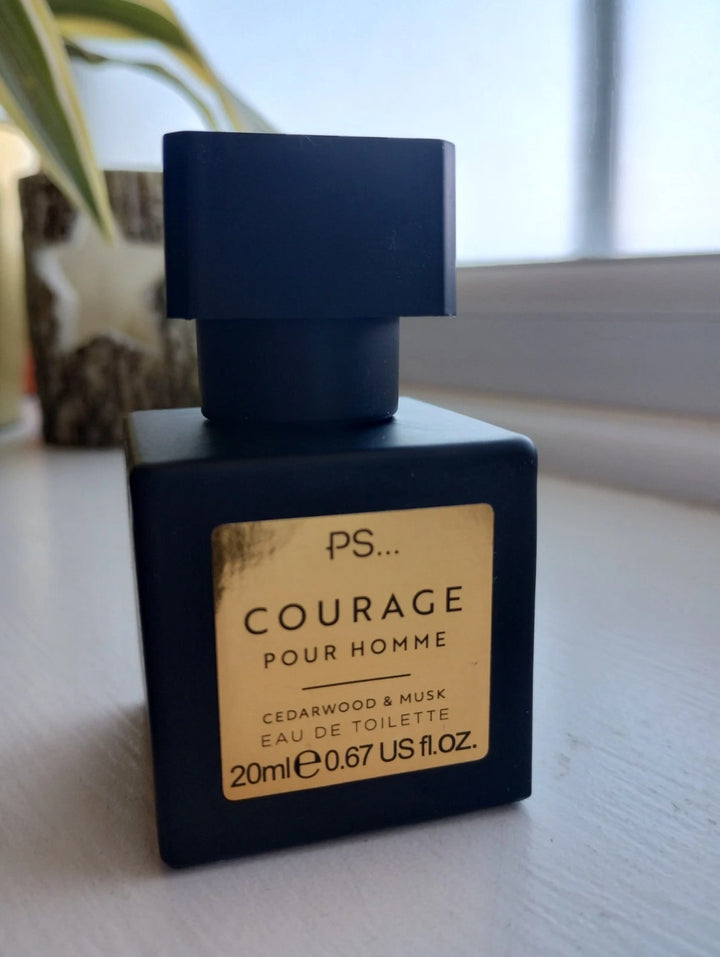 PS...
COURAGE
POUR HOMME
CEDARWOOD & MUSK
EAU DE TOILETTE
20ml℮0.67 US fl.oz.